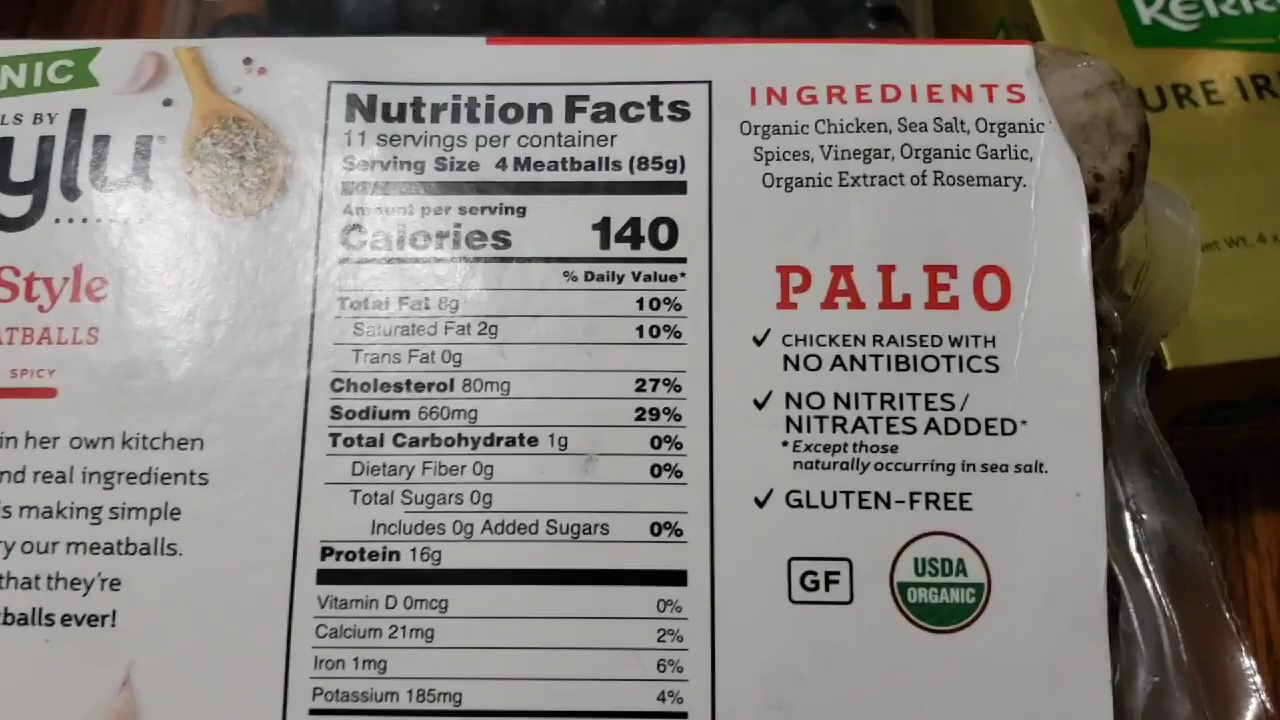 NIC
LS BY
ylu
Style
TBALLS
SPICY
in her own kitchen
nd real ingredients
is making simple
ry our meatballs.
that they're
balls ever!
Nutrition Facts
11 servings per container
Serving Size 4 Meatballs (85g)
Amount per serving
Calories 140
% Daily Value*
Total Fat 8g 10%
Saturated Fat 2g 10%
Trans Fat 0g
Cholesterol 80mg 27%
Sodium 660mg 29%
Total Carbohydrate 1g 0%
Dietary Fiber 0g 0%
Total Sugars 0g
Includes 0g Added Sugars 0%
Protein 16g
Vitamin D 0mcg 0%
Calcium 21mg 2%
Iron 1mg 6%
Potassium 185mg 4%
INGREDIENTS
Organic Chicken, Sea Salt, Organic
Spices, Vinegar, Organic Garlic,
Organic Extract of Rosemary.
PALEO
✓ CHICKEN RAISED WITH
NO ANTIBIOTICS
✓ NO NITRITES/
NITRATES ADDED*
*Except those
naturally occurring in sea salt.
✓ GLUTEN-FREE
GF
USDA
ORGANIC
KERR
URE IR
et Wt. 4 x